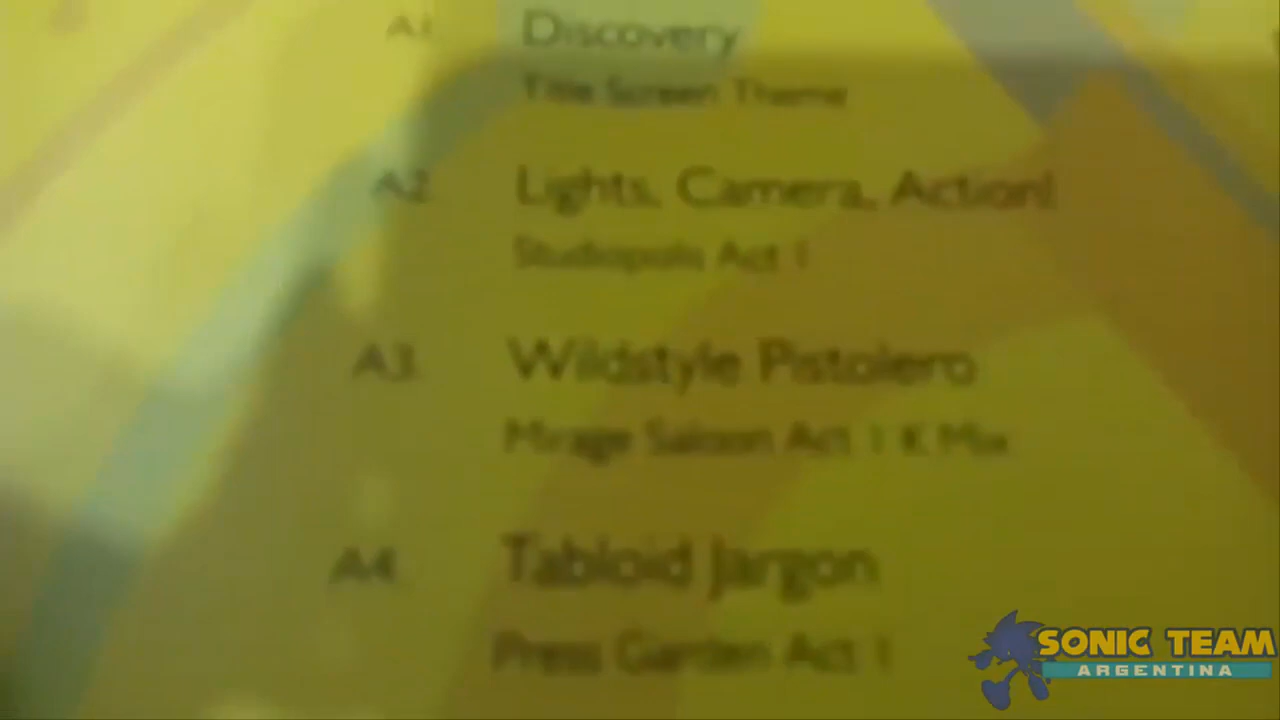 A1 Discovery
Title Screen Theme
A2 Lights, Camera, Action!
Studiopolis Act 1
A3 Wildstyle Pistolero
Mirage Saloon Act 1 K Mix
A4 Tabloid Jargon
Press Garden Act 1
SONIC TEAM
ARGENTINA